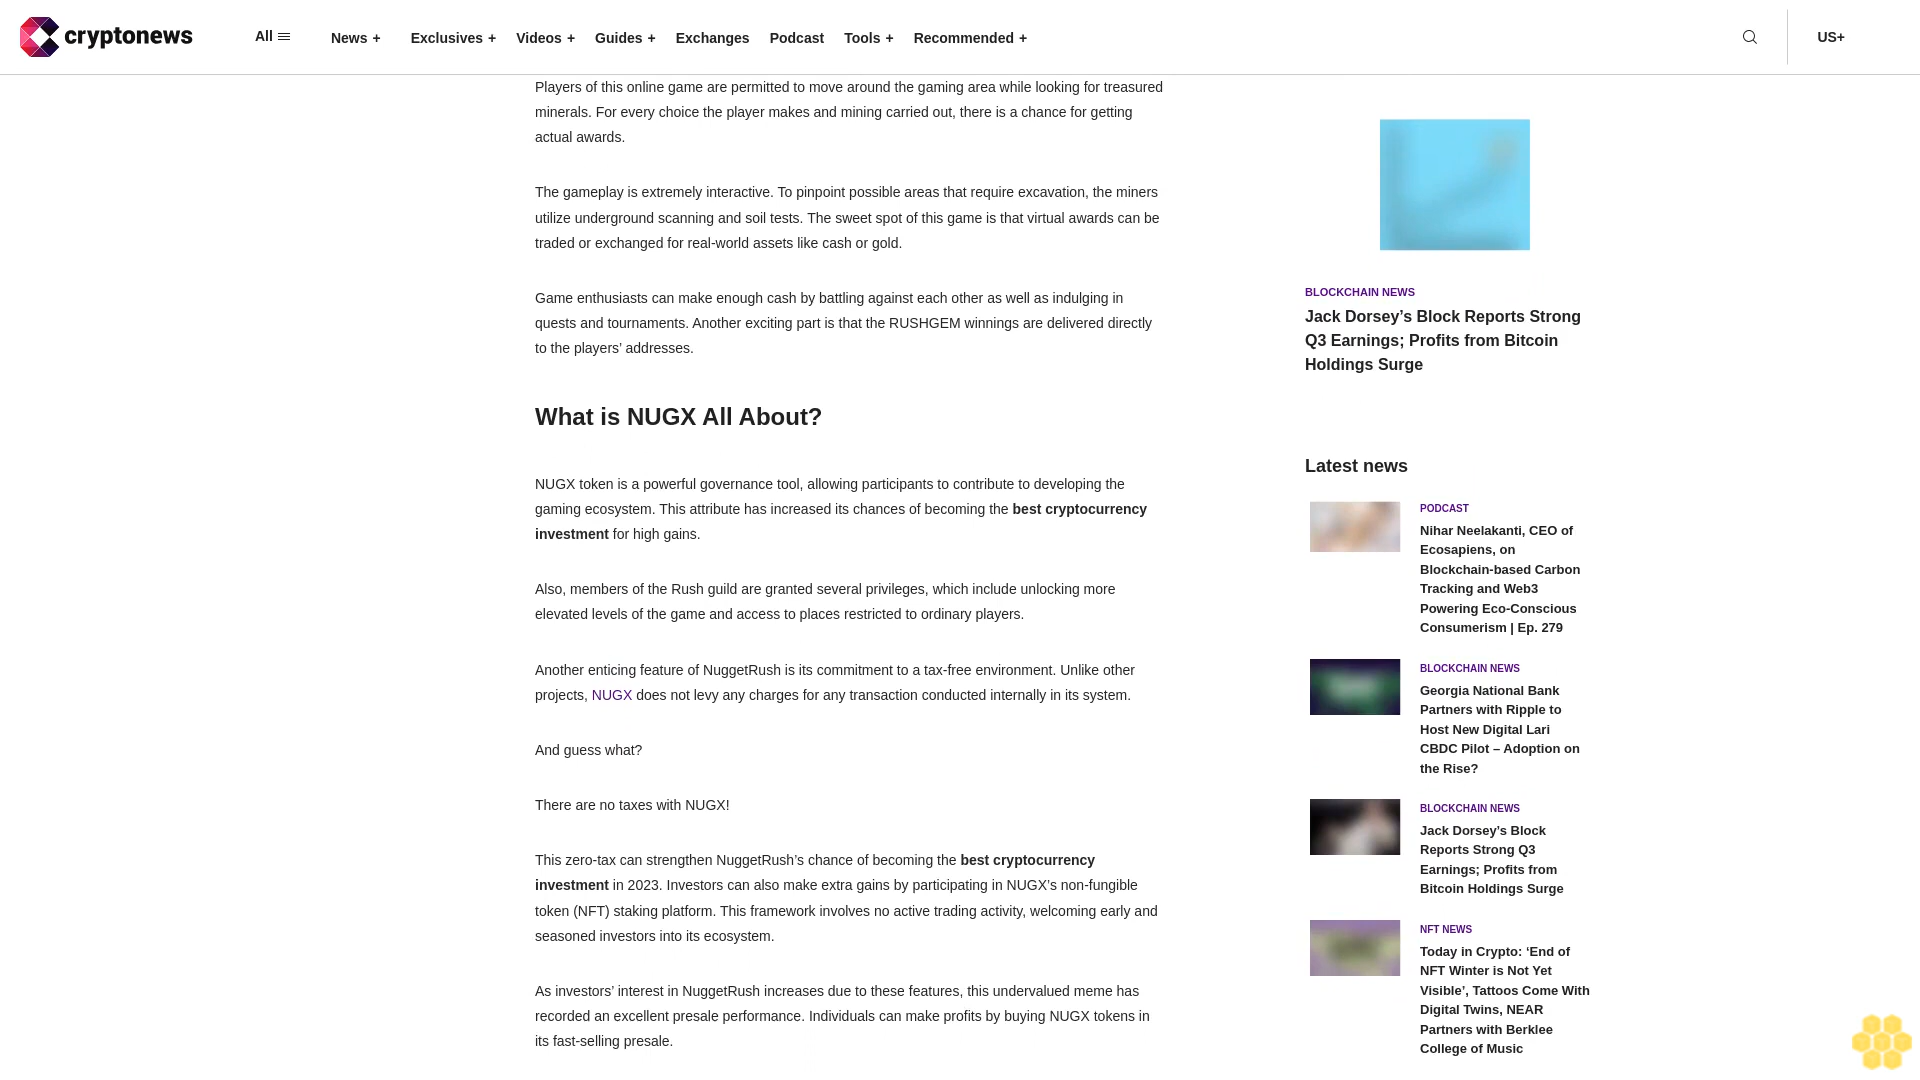 cryptonews
All
News +
Exclusives +
Videos +
Guides +
Exchanges
Podcast
Tools +
Recommended +
US+
Players of this online game are permitted to move around the gaming area while looking for treasured
minerals. For every choice the player makes and mining carried out, there is a chance for getting
actual awards.
The gameplay is extremely interactive. To pinpoint possible areas that require excavation, the miners
utilize underground scanning and soil tests. The sweet spot of this game is that virtual awards can be
traded or exchanged for real-world assets like cash or gold.
Game enthusiasts can make enough cash by battling against each other as well as indulging in
quests and tournaments. Another exciting part is that the RUSHGEM winnings are delivered directly
to the players’ addresses.
What is NUGX All About?
NUGX token is a powerful governance tool, allowing participants to contribute to developing the
gaming ecosystem. This attribute has increased its chances of becoming the best cryptocurrency
investment for high gains.
Also, members of the Rush guild are granted several privileges, which include unlocking more
elevated levels of the game and access to places restricted to ordinary players.
Another enticing feature of NuggetRush is its commitment to a tax-free environment. Unlike other
projects, NUGX does not levy any charges for any transaction conducted internally in its system.
And guess what?
There are no taxes with NUGX!
This zero-tax can strengthen NuggetRush’s chance of becoming the best cryptocurrency
investment in 2023. Investors can also make extra gains by participating in NUGX’s non-fungible
token (NFT) staking platform. This framework involves no active trading activity, welcoming early and
seasoned investors into its ecosystem.
As investors’ interest in NuggetRush increases due to these features, this undervalued meme has
recorded an excellent presale performance. Individuals can make profits by buying NUGX tokens in
its fast-selling presale.
BLOCKCHAIN NEWS
Jack Dorsey’s Block Reports Strong
Q3 Earnings; Profits from Bitcoin
Holdings Surge
Latest news
PODCAST
Nihar Neelakanti, CEO of
Ecosapiens, on
Blockchain-based Carbon
Tracking and Web3
Powering Eco-Conscious
Consumerism | Ep. 279
BLOCKCHAIN NEWS
Georgia National Bank
Partners with Ripple to
Host New Digital Lari
CBDC Pilot – Adoption on
the Rise?
BLOCKCHAIN NEWS
Jack Dorsey’s Block
Reports Strong Q3
Earnings; Profits from
Bitcoin Holdings Surge
NFT NEWS
Today in Crypto: ‘End of
NFT Winter is Not Yet
Visible’, Tattoos Come With
Digital Twins, NEAR
Partners with Berklee
College of Music